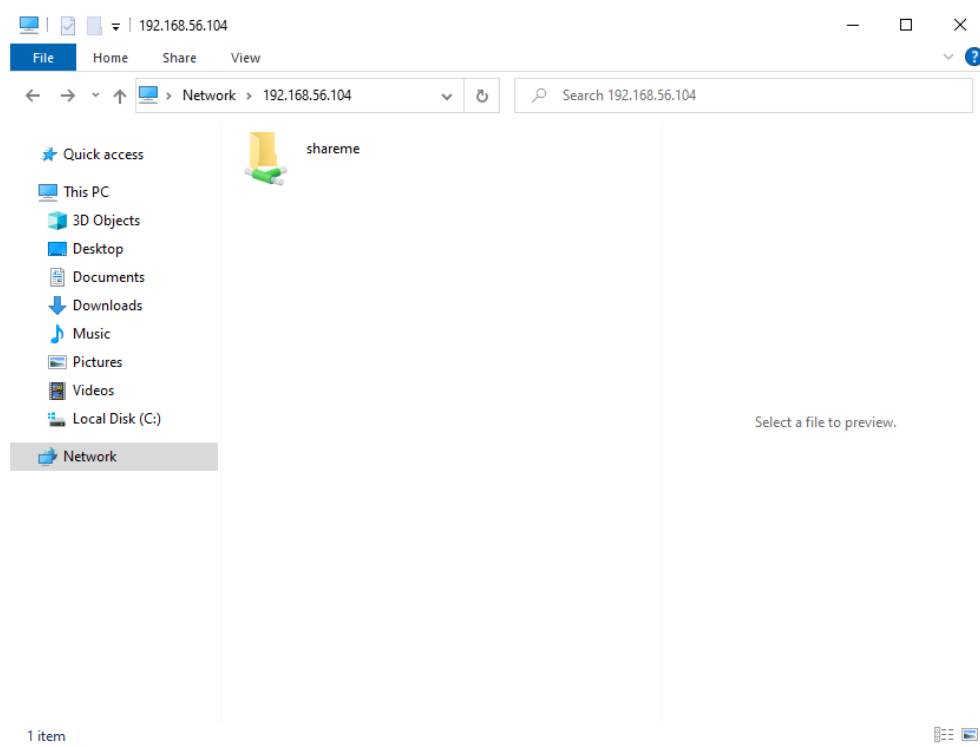 192.168.56.104
File Home Share View
Network 192.168.56.104
Search 192.168.56.104
Quick access
This PC
3D Objects
Desktop
Documents
Downloads
Music
Pictures
Videos
Local Disk (C:)
Network
shareme
Select a file to preview.
1 item